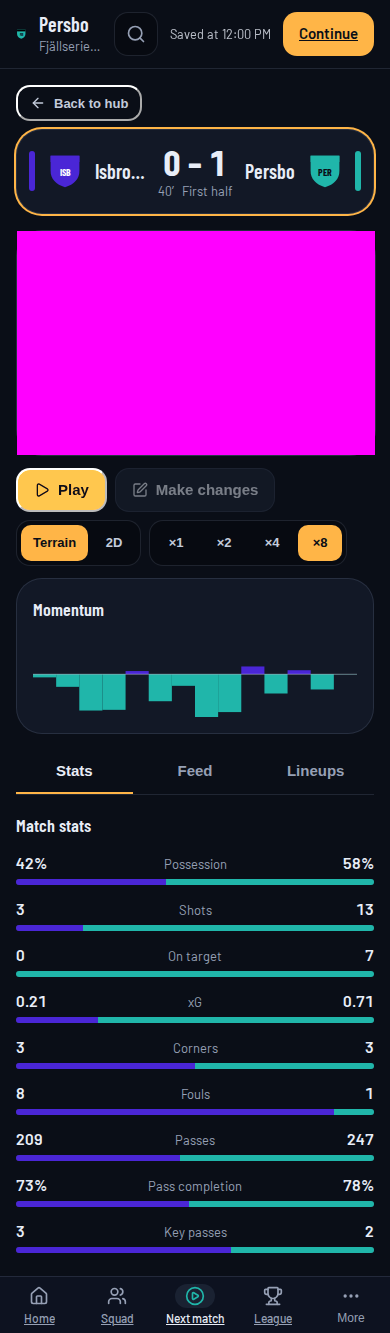 Persbo
Fjällserie...
Saved at 12:00 PM
Continue
Back to hub
ISB
Isbro...
0 – 1
Persbo
PER
40' First half
Play
Make changes
Terrain
2D
×1
×2
×4
×8
Momentum
Stats
Feed
Lineups
Match stats
42% Possession 58%
3 Shots 13
0 On target 7
0.21 xG 0.71
3 Corners 3
8 Fouls 1
209 Passes 247
73% Pass completion 78%
3 Key passes 2
Home
Squad
Next match
League
More